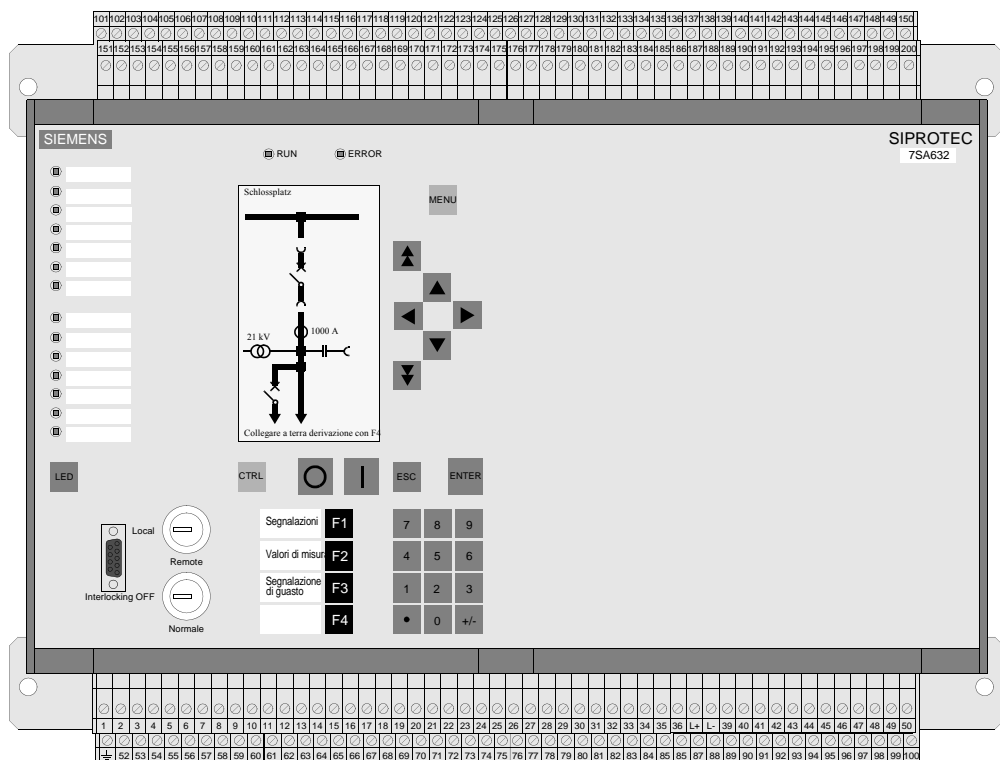 101 102 103 104 105 106 107 108 109 110 111 112 113 114 115 116 117 118 119 120 121 122 123 124 125 126 127 128 129 130 131 132 133 134 135 136 137 138 139 140 141 142 143 144 145 146 147 148 149 150
151 152 153 154 155 156 157 158 159 160 161 162 163 164 165 166 167 168 169 170 171 172 173 174 175 176 177 178 179 180 181 182 183 184 185 186 187 188 189 190 191 192 193 194 195 196 197 198 199 200
SIEMENS
SIPROTEC
7SA632
RUN ERROR
Schlossplatz
MENU
1000 A
21 kV
Collegare a terra derivazione con F4
LED CTRL ESC ENTER
Segnalazioni F1 7 8 9
Local
Remote
Valori di misur F2 4 5 6
Segnalazione
di guasto F3 1 2 3
Interlocking OFF
F4 • 0 +/-
Normale
1 2 3 4 5 6 7 8 9 10 11 12 13 14 15 16 17 18 19 20 21 22 23 24 25 26 27 28 29 30 31 32 33 34 35 36 L+ L- 39 40 41 42 43 44 45 46 47 48 49 50
52 53 54 55 56 57 58 59 60 61 62 63 64 65 66 67 68 69 70 71 72 73 74 75 76 77 78 79 80 81 82 83 84 85 85 87 88 89 90 91 92 93 94 95 96 97 98 99 100